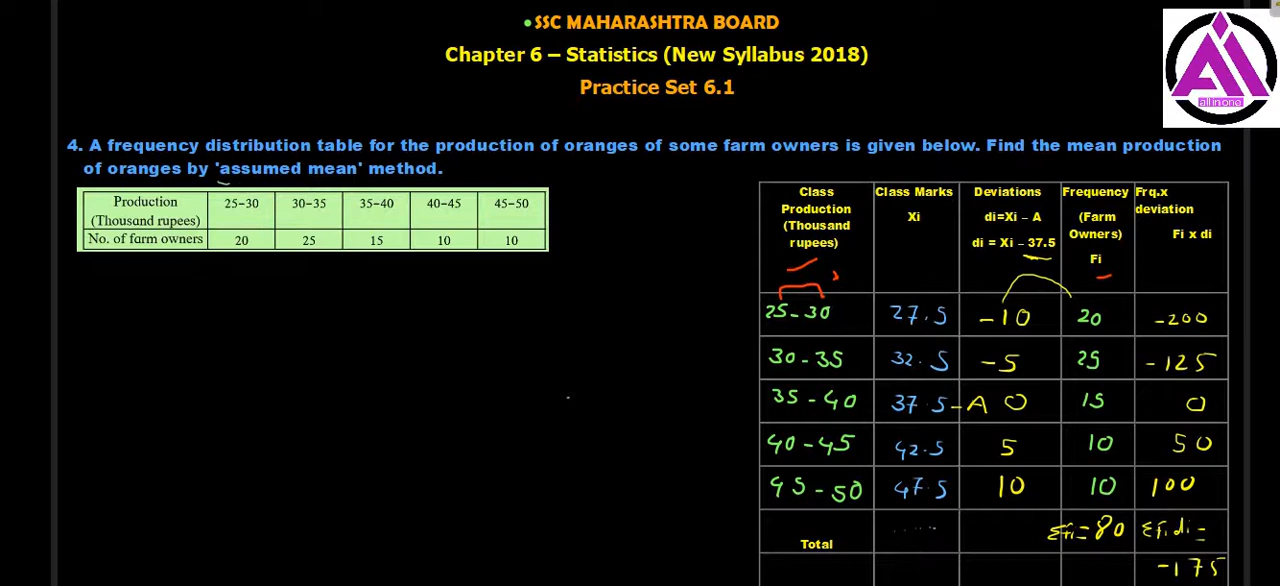 SSC MAHARASHTRA BOARD
Chapter 6 – Statistics (New Syllabus 2018)
Practice Set 6.1
all in one
4. A frequency distribution table for the production of oranges of some farm owners is given below. Find the mean production
of oranges by 'assumed mean' method.
Production (Thousand rupees) 25-30 30-35 35-40 40-45 45-50
No. of farm owners 20 25 15 10 10
Class Production (Thousand rupees)
Class Marks Xi
Deviations di=Xi – A di = Xi – 37.5
Frequency (Farm Owners) Fi
Frq.x deviation Fi x di
25-30 27.5 -10 20 -200
30-35 32.5 -5 25 -125
35-40 37.5-A 0 15 0
40-45 42.5 5 10 50
45-50 47.5 10 10 100
Total Σfi=80 Σfidi=
-175